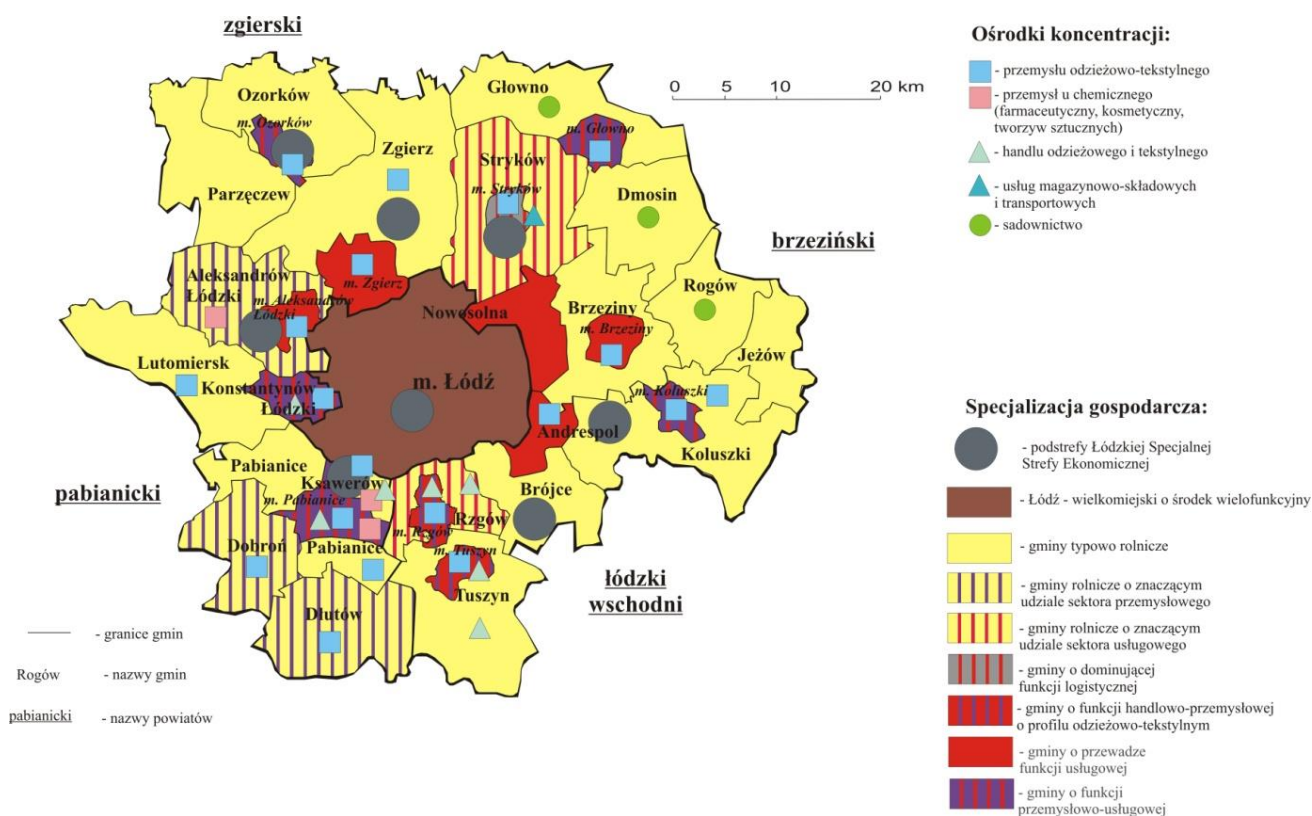 zgierski
Ozorków
m. Ozorków
Głowno
m. Głowno
0 5 10 20 km
Zgierz
Stryków
m. Stryków
Parzęczew
Dmosin
brzeziński
Aleksandrów
Łódzki
m. Aleksandrów
Łódzki
m. Zgierz
Nowosolna
Brzeziny
m. Brzeziny
Rogów
Jeżów
Lutomiersk
Konstantynów
Łódzki
m. Łódź
m. Koluszki
Andrespol
Koluszki
Pabianice
Ksawerów
pabianicki
m. Pabianice
Brójce
Rzgów
m. Rzgów
Dobroń
Pabianice
m. Tuszyn
Tuszyn
łódzki
wschodni
Dłutów
- granice gmin
Rogów - nazwy gmin
pabianicki - nazwy powiatów
Ośrodki koncentracji:
- przemysłu odzieżowo-tekstylnego
- przemysł u chemicznego
(farmaceutyczny, kosmetyczny,
tworzyw sztucznych)
- handlu odzieżowego i tekstylnego
- usług magazynowo-składowych
i transportowych
- sadownictwo
Specjalizacja gospodarcza:
- podstrefy Łódzkiej Specjalnej
Strefy Ekonomicznej
- Łódź - wielkomiejski o środek wielofunkcyjny
- gminy typowo rolnicze
- gminy rolnicze o znaczącym
udziale sektora przemysłowego
- gminy rolnicze o znaczącym
udziale sektora usługowego
- gminy o dominującej
funkcji logistycznej
- gminy o funkcji handlowo-przemysłowej
o profilu odzieżowo-tekstylnym
- gminy o przewadze
funkcji usługowej
- gminy o funkcji
przemysłowo-usługowej